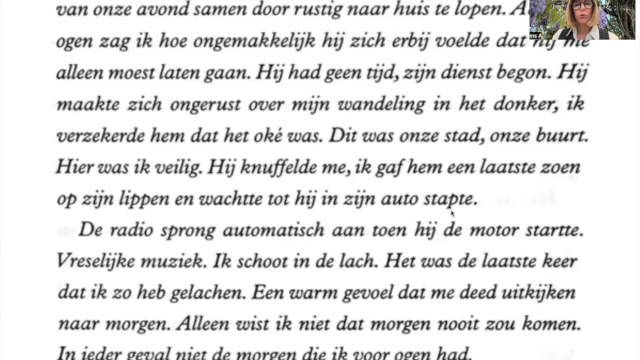 van onze avond samen door rustig naar huis te lopen.
ogen zag ik hoe ongemakkelijk hij zich erbij voelde dat hij me
alleen moest laten gaan. Hij had geen tijd, zijn dienst begon. Hij
maakte zich ongerust over mijn wandeling in het donker, ik
verzekerde hem dat het oké was. Dit was onze stad, onze buurt.
Hier was ik veilig. Hij knuffelde me, ik gaf hem een laatste zoen
op zijn lippen en wachtte tot hij in zijn auto stapte.
De radio sprong automatisch aan toen hij de motor startte.
Vreselijke muziek. Ik schoot in de lach. Het was de laatste keer
dat ik zo heb gelachen. Een warm gevoel dat me deed uitkijken
naar morgen. Alleen wist ik niet dat morgen nooit zou komen.
In ieder geval niet de morgen die ik voor ogen had.